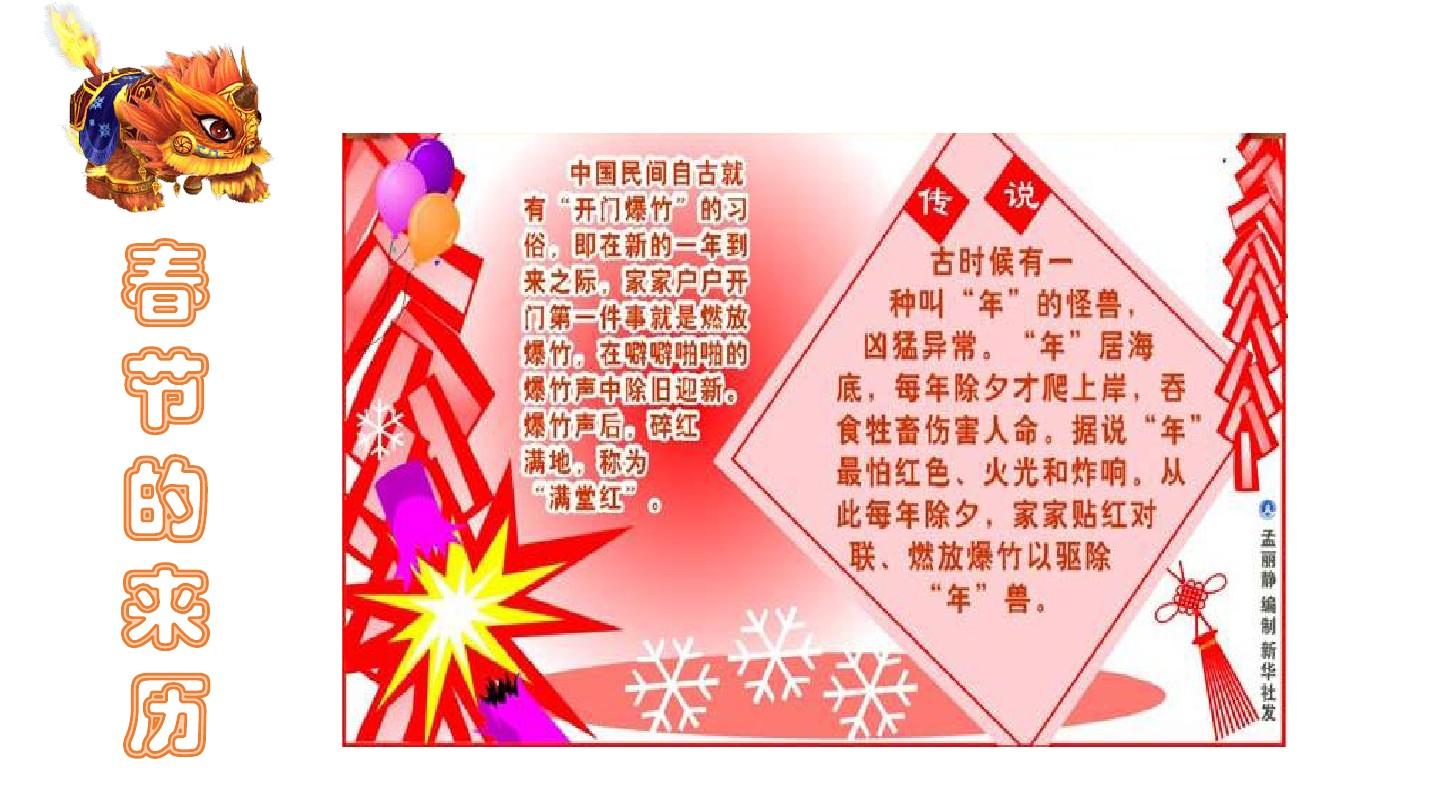 春节的来历
中国民间自古就
有“开门爆竹”的习
俗，即在新的一年到
来之际，家家户户开
门第一件事就是燃放
爆竹，在噼噼啪啪的
爆竹声中除旧迎新。
爆竹声后，碎红
满地，称为
“满堂红”。
传说
古时候有一
种叫“年”的怪兽，
凶猛异常。“年”居海
底，每年除夕才爬上岸，吞
食牲畜伤害人命。据说“年”
最怕红色、火光和炸响。从
此每年除夕，家家贴红对
联、燃放爆竹以驱除
“年”兽。
孟丽静 编制 新华社发